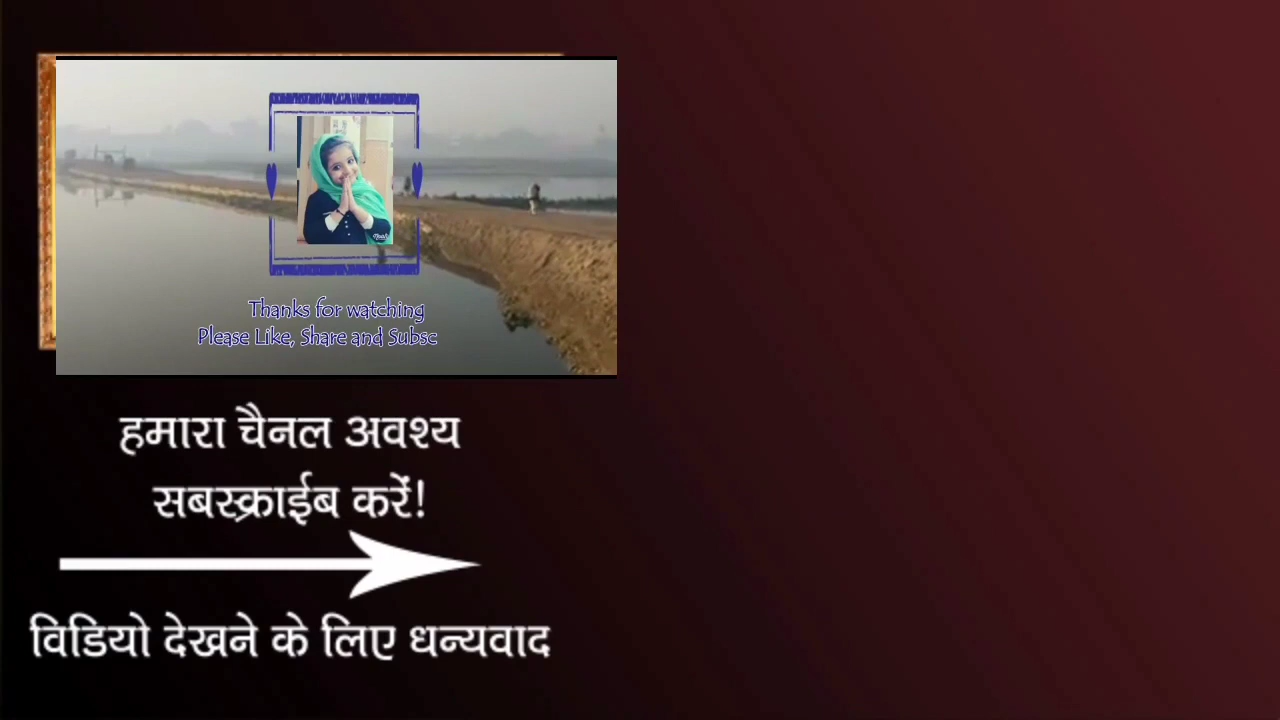 Thanks for watching
Please Like, Share and Subsc
हमारा चैनल अवश्य
सबस्क्राईब करें!
विडियो देखने के लिए धन्यवाद